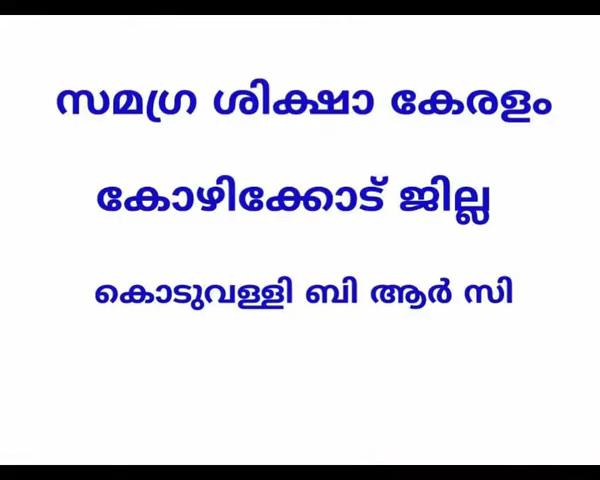 സമഗ്ര ശിക്ഷാ കേരളം
കോഴിക്കോട് ജില്ല
കൊടുവള്ളി ബി ആർ സി